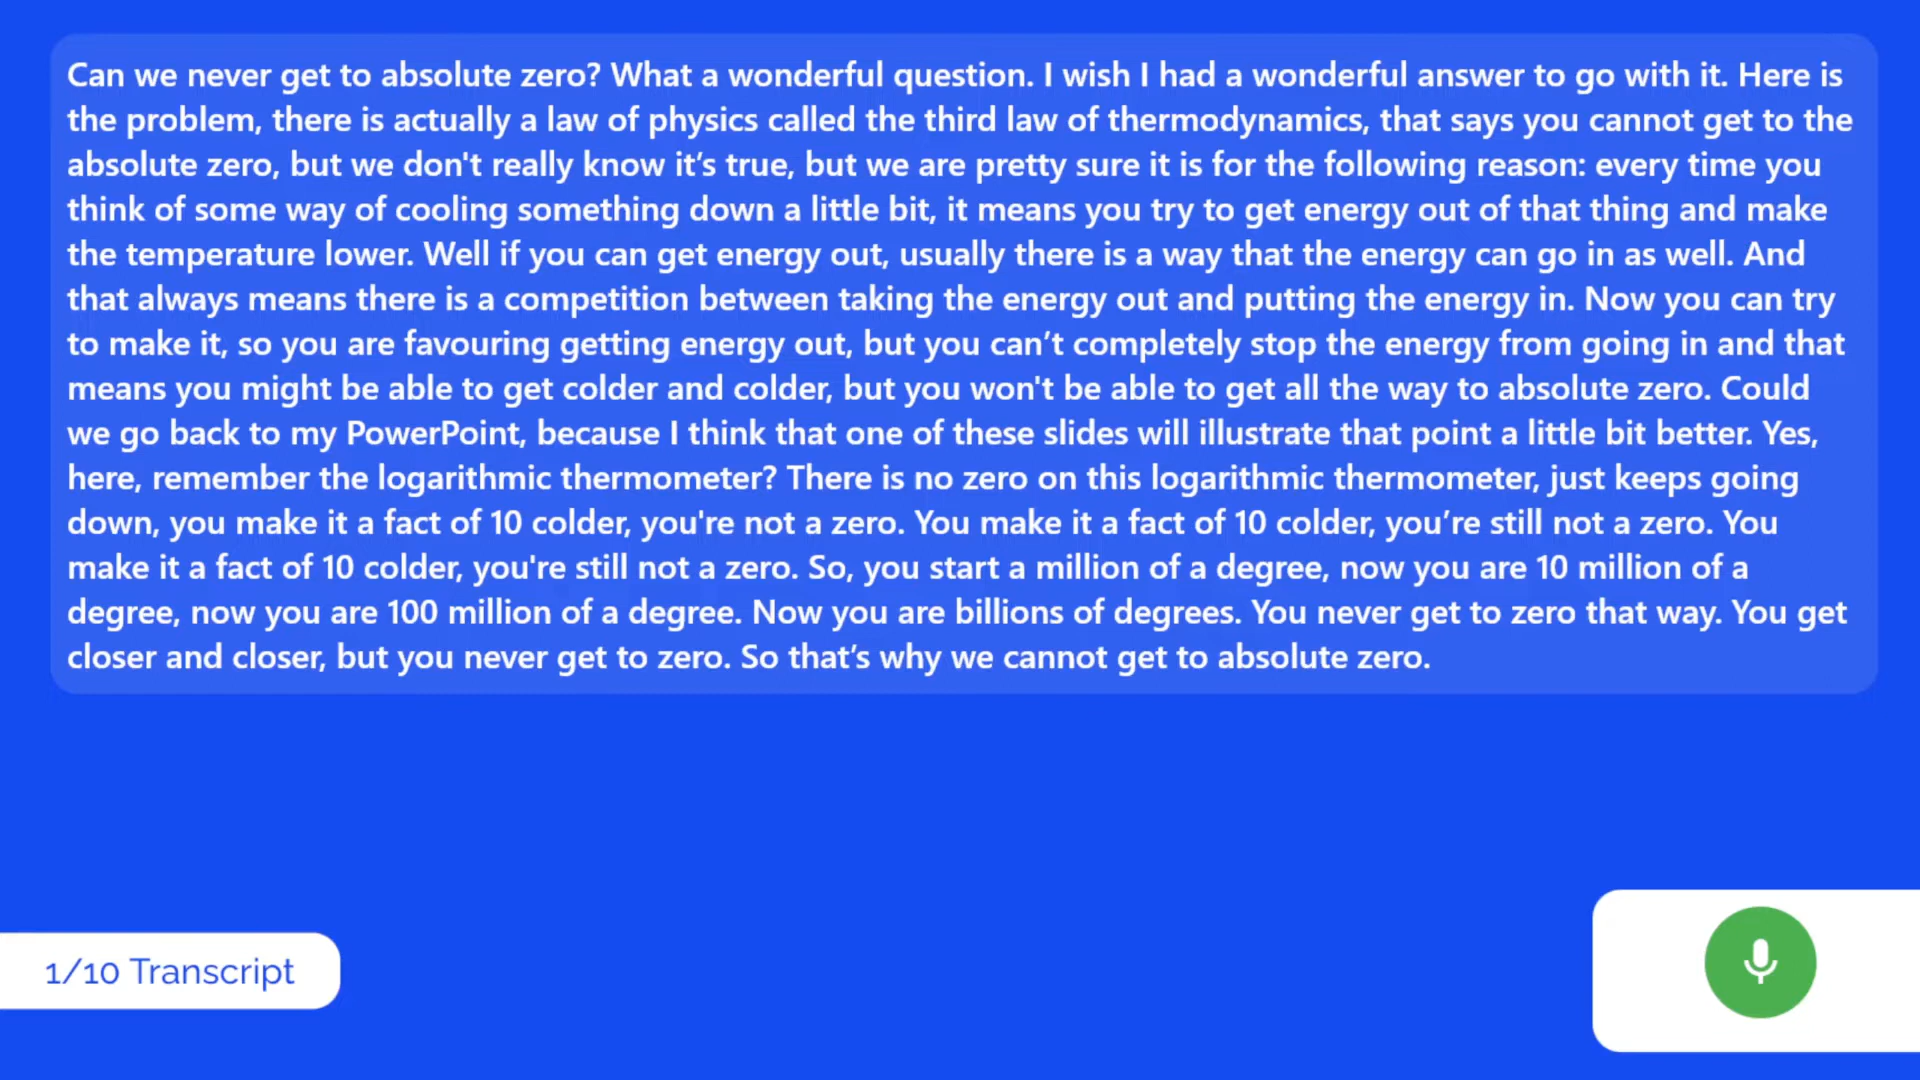 Can we never get to absolute zero? What a wonderful question. I wish I had a wonderful answer to go with it. Here is
the problem, there is actually a law of physics called the third law of thermodynamics, that says you cannot get to the
absolute zero, but we don't really know it’s true, but we are pretty sure it is for the following reason: every time you
think of some way of cooling something down a little bit, it means you try to get energy out of that thing and make
the temperature lower. Well if you can get energy out, usually there is a way that the energy can go in as well. And
that always means there is a competition between taking the energy out and putting the energy in. Now you can try
to make it, so you are favouring getting energy out, but you can’t completely stop the energy from going in and that
means you might be able to get colder and colder, but you won't be able to get all the way to absolute zero. Could
we go back to my PowerPoint, because I think that one of these slides will illustrate that point a little bit better. Yes,
here, remember the logarithmic thermometer? There is no zero on this logarithmic thermometer, just keeps going
down, you make it a fact of 10 colder, you're not a zero. You make it a fact of 10 colder, you’re still not a zero. You
make it a fact of 10 colder, you're still not a zero. So, you start a million of a degree, now you are 10 million of a
degree, now you are 100 million of a degree. Now you are billions of degrees. You never get to zero that way. You get
closer and closer, but you never get to zero. So that’s why we cannot get to absolute zero.
1/10 Transcript